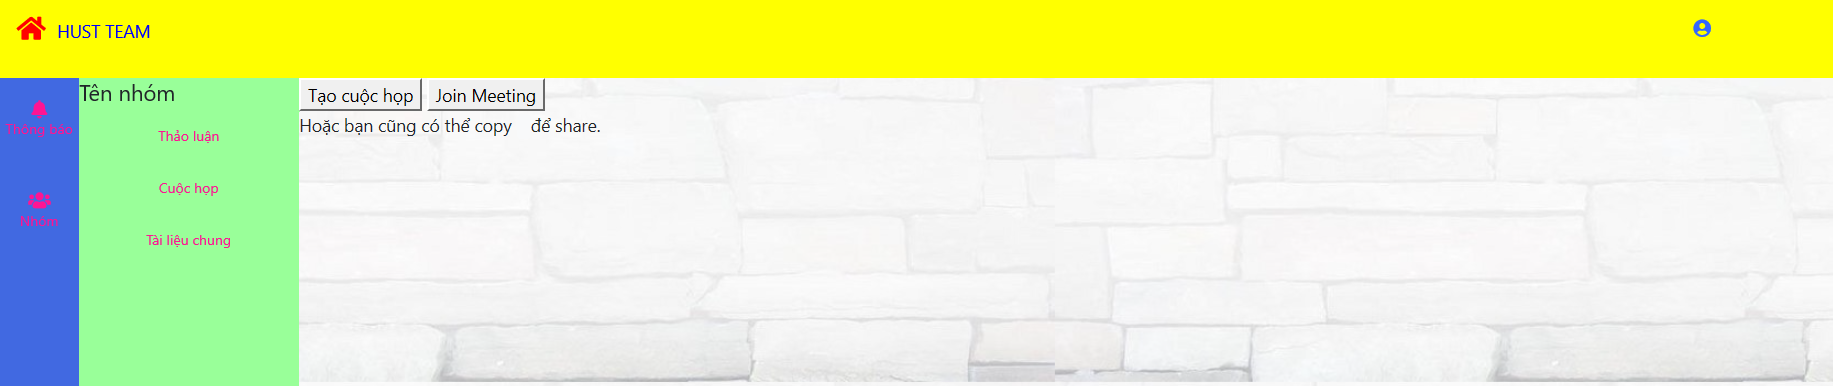 HUST TEAM
Thông báo
Nhóm
Tên nhóm
Thảo luận
Cuộc họp
Tài liệu chung
Tạo cuộc họp Join Meeting
Hoặc bạn cũng có thể copy để share.